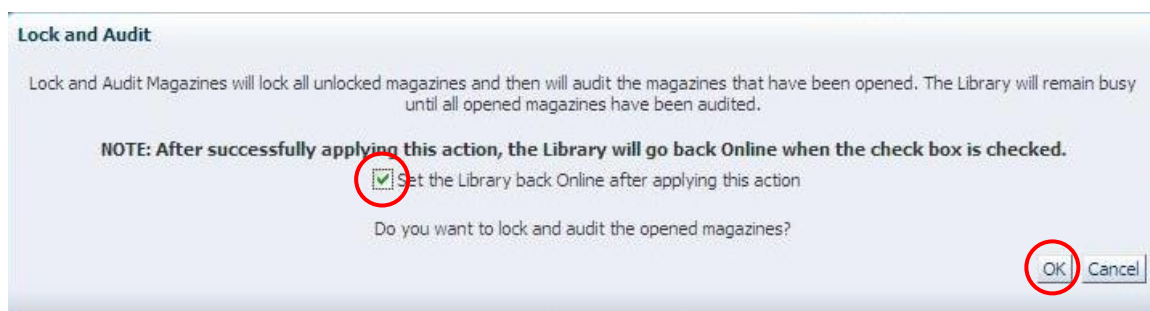 Lock and Audit
Lock and Audit Magazines will lock all unlocked magazines and then will audit the magazines that have been opened. The Library will remain busy
until all opened magazines have been audited.
NOTE: After successfully applying this action, the Library will go back Online when the check box is checked.
Set the Library back Online after applying this action
Do you want to lock and audit the opened magazines?
OK Cancel